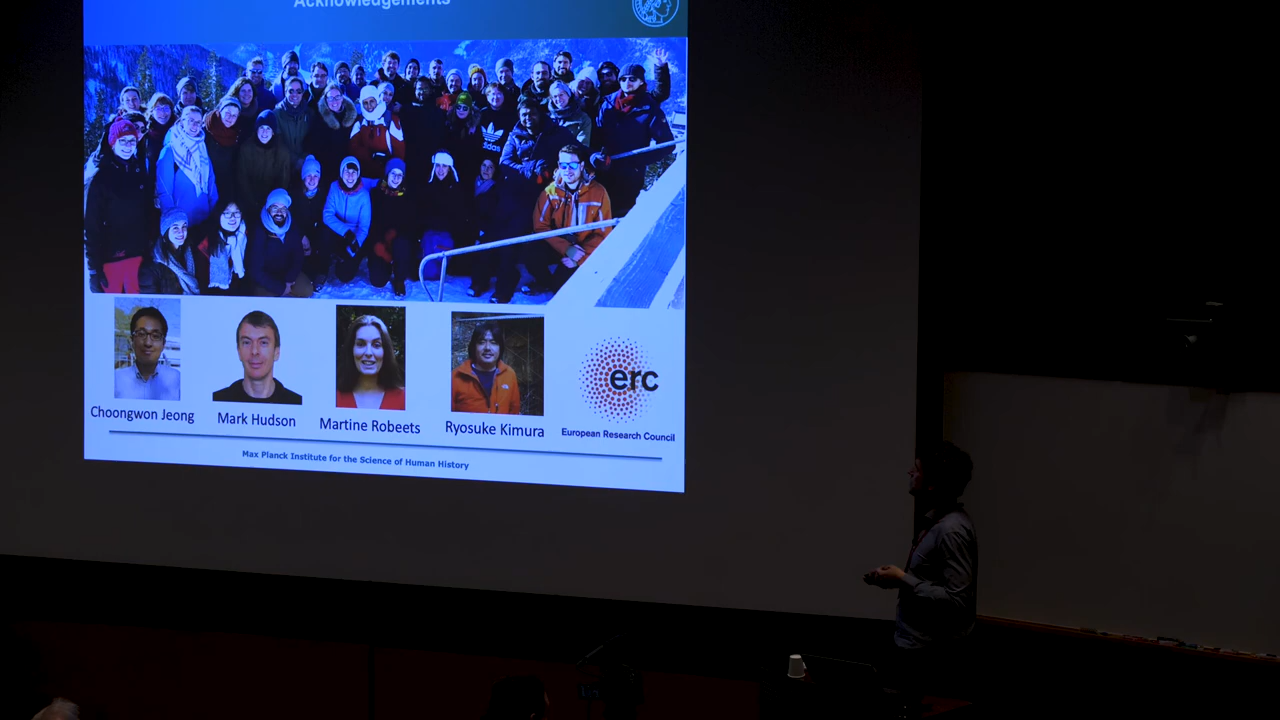 Acknowledgements
adidas
Choongwon Jeong
Mark Hudson
Martine Robeets
Ryosuke Kimura
erc
European Research Council
Max Planck Institute for the Science of Human History